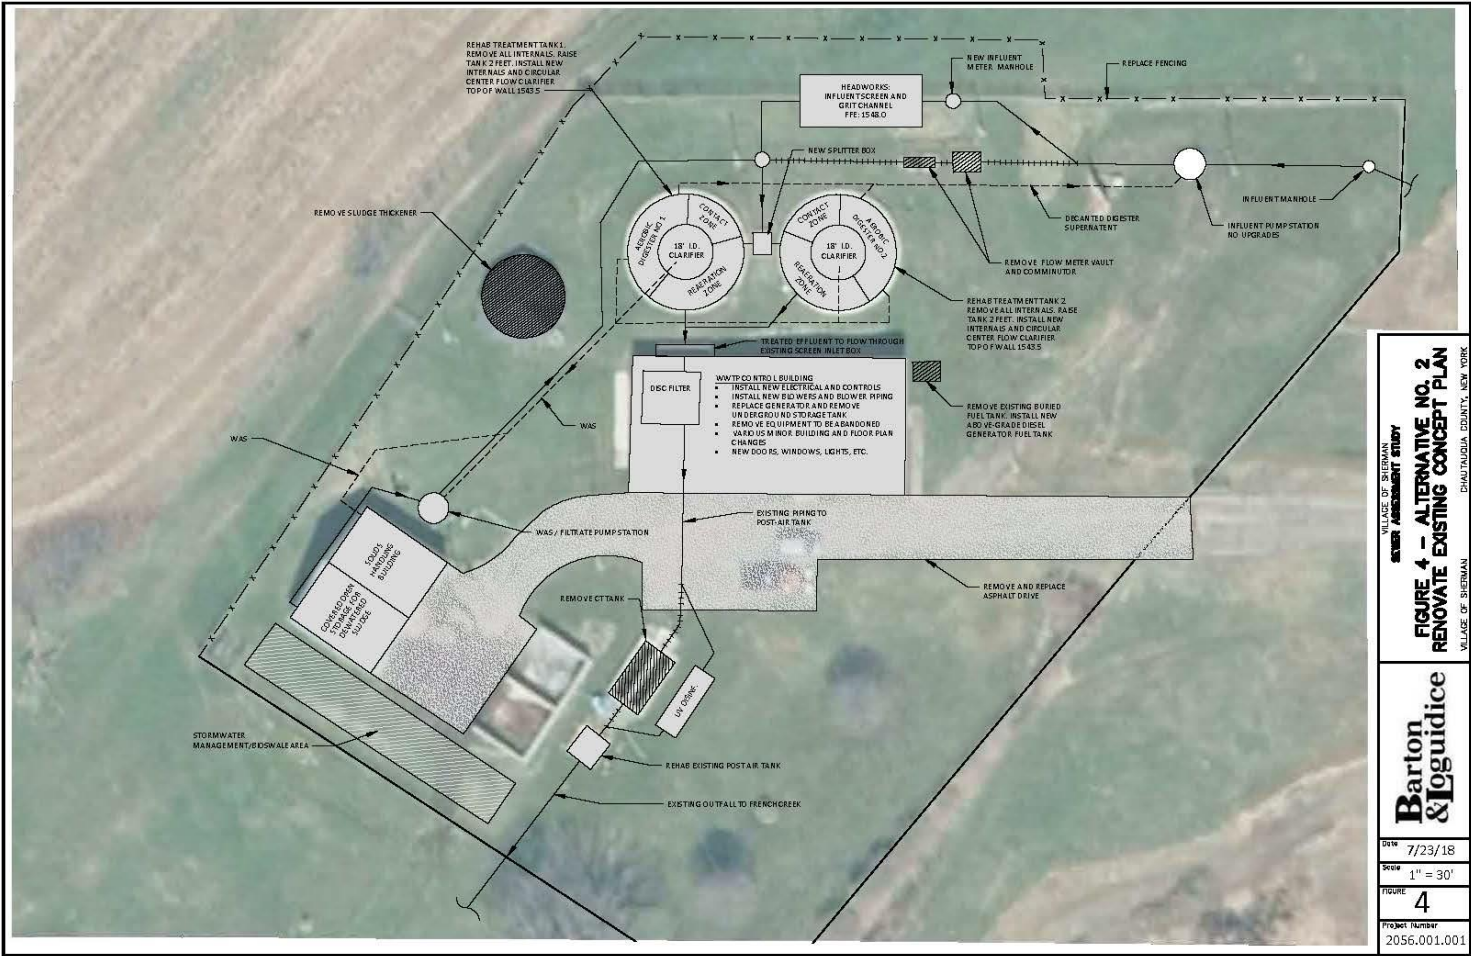 REHAB TREATMENT TANK 1.
REMOVE ALL INTERNALS. RAISE
TANK 2 FEET. INSTALL NEW
INTERNALS AND CIRCULAR
CENTER FLOW CLARIFIER
TOP OF WALL 1543.5
HEADWORKS:
INFLUENT SCREEN AND
GRIT CHANNEL
FFE: 1548.0
NEW INFLUENT
METER MANHOLE
REPLACE FENCING
NEW SPLITTER BOX
REMOVE SLUDGE THICKENER
AEROBIC
DIGESTER NO 1
CONTACT
ZONE
18' I.D.
CLARIFIER
REAERATION
ZONE
CONTACT
ZONE
AEROBIC
DIGESTER NO.2
18' I.D.
CLARIFIER
REAERATION
ZONE
INFLUENT MANHOLE
DECANTED DIGESTER
SUPERNATENT
INFLUENT PUMP STATION
NO UPGRADES
REMOVE FLOW METER VAULT
AND COMMINUTOR
REHAB TREATMENT TANK 2
REMOVE ALL INTERNALS. RAISE
TANK 2 FEET. INSTALL NEW
INTERNALS AND CIRCULAR
CENTER FLOW CLARIFIER
TOP OF WALL 1543.5
TREATED EFFLUENT TO FLOW THROUGH
EXISTING SCREEN INLET BOX
DISC FILTER
WWTP CONTROL BUILDING
• INSTALL NEW ELECTRICAL AND CONTROLS
• INSTALL NEW BLOWERS AND BLOWER PIPING
• REPLACE GENERATOR AND REMOVE
UNDERGROUND STORAGE TANK
• REMOVE EQUIPMENT TO BE ABANDONED
• VARIOUS MINOR BUILDING AND FLOOR PLAN
CHANGES
• NEW DOORS, WINDOWS, LIGHTS, ETC.
REMOVE EXISTING BURIED
FUEL TANK. INSTALL NEW
ABOVE-GRADE DIESEL
GENERATOR FUEL TANK
WAS
WAS
WAS / FILTRATE PUMP STATION
EXISTING PIPING TO
POST-AIR TANK
SOLIDS
HANDLING
BUILDING
COVERED OPEN
STORAGE FOR
DEWATERED
SLUDGE
REMOVE CT TANK
REMOVE AND REPLACE
ASPHALT DRIVE
UV DISINF.
STORMWATER
MANAGEMENT/BIOSWALE AREA
REHAB EXISTING POST AIR TANK
EXISTING OUTFALL TO FRENCH CREEK
VILLAGE OF SHERMAN
SEWER ASSESSMENT STUDY
FIGURE 4 – ALTERNATIVE NO. 2
RENOVATE EXISTING CONCEPT PLAN
VILLAGE OF SHERMAN CHAUTAUQUA COUNTY, NEW YORK
Barton
&Loguidice
Date
7/23/18
Scale
1" = 30'
FIGURE
4
Project Number
2056.001.001